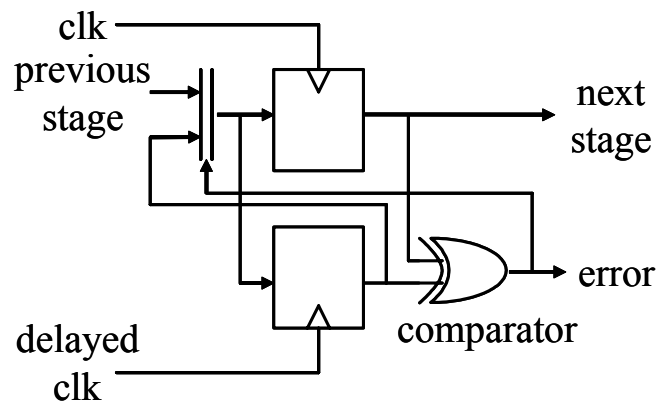 clk
previous
stage
next
stage
error
comparator
delayed
clk